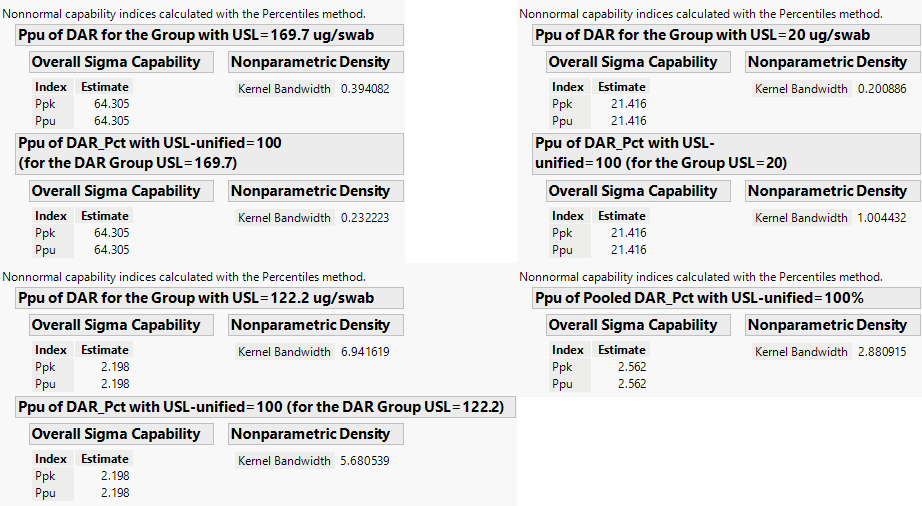 Nonnormal capability indices calculated with the Percentiles method.
Ppu of DAR for the Group with USL=169.7 ug/swab
Overall Sigma Capability
Index Estimate
Ppk 64.305
Ppu 64.305
Nonparametric Density
Kernel Bandwidth 0.394082
Ppu of DAR_Pct with USL-unified=100
(for the DAR Group USL=169.7)
Overall Sigma Capability
Index Estimate
Ppk 64.305
Ppu 64.305
Nonparametric Density
Kernel Bandwidth 0.232223
Nonnormal capability indices calculated with the Percentiles method.
Ppu of DAR for the Group with USL=20 ug/swab
Overall Sigma Capability
Index Estimate
Ppk 21.416
Ppu 21.416
Nonparametric Density
Kernel Bandwidth 0.200886
Ppu of DAR_Pct with USL-
unified=100 (for the Group USL=20)
Overall Sigma Capability
Index Estimate
Ppk 21.416
Ppu 21.416
Nonparametric Density
Kernel Bandwidth 1.004432
Nonnormal capability indices calculated with the Percentiles method.
Ppu of DAR for the Group with USL=122.2 ug/swab
Overall Sigma Capability
Index Estimate
Ppk 2.198
Ppu 2.198
Nonparametric Density
Kernel Bandwidth 6.941619
Ppu of DAR_Pct with USL-unified=100 (for the DAR Group USL=122.2)
Overall Sigma Capability
Index Estimate
Ppk 2.198
Ppu 2.198
Nonparametric Density
Kernel Bandwidth 5.680539
Nonnormal capability indices calculated with the Percentiles method.
Ppu of Pooled DAR_Pct with USL-unified=100%
Overall Sigma Capability
Index Estimate
Ppk 2.562
Ppu 2.562
Nonparametric Density
Kernel Bandwidth 2.880915